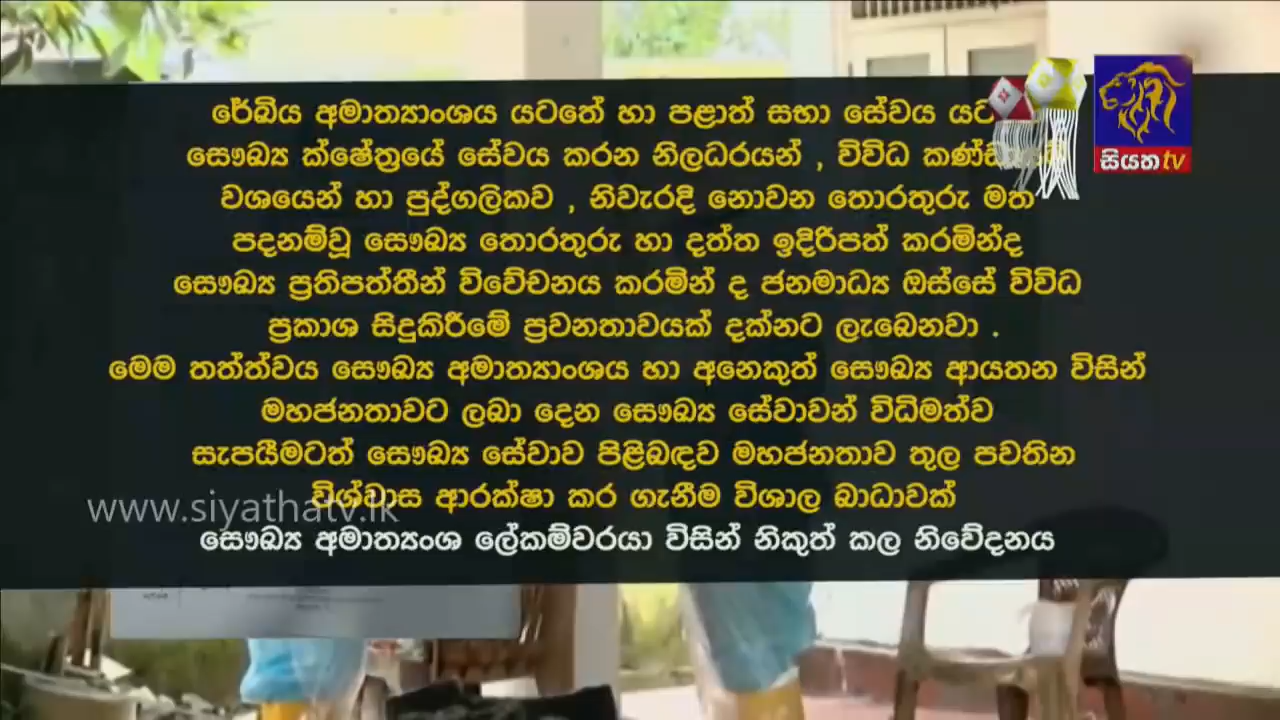 රේඛිය අමාත්‍යාංශය යටතේ හා පළාත් සභා සේවය
සෞඛ්‍ය ක්ෂේත්‍රයේ සේවය කරන නිලධරයන් , විවිධ
වශයෙන් හා පුද්ගලිකව , නිවැරදි නොවන තොරතුරු මත
පදනම්වූ සෞඛ්‍ය තොරතුරු හා දත්ත ඉදිරිපත් කරමින්ද
සෞඛ්‍ය ප්‍රතිපත්තීන් විවේචනය කරමින් ද ජනමාධ්‍ය ඔස්සේ විවිධ
ප්‍රකාශ සිදුකිරීමේ ප්‍රවනතාවයක් දක්නට ලැබෙනවා .
මෙම තත්ත්වය සෞඛ්‍ය අමාත්‍යාංශය හා අනෙකුත් සෞඛ්‍ය ආයතන විසින්
මහජනතාවට ලබා දෙන සෞඛ්‍ය සේවාවන් විධිමත්ව
සැපයීමටත් සෞඛ්‍ය සේවාව පිළිබඳව මහජනතාව තුල පවතින
විශ්වාස ආරක්ෂා කර ගැනීම විශාල බාධාවක්
සෞඛ්‍ය අමාත්‍යංශ ලේකම්වරයා විසින් නිකුත් කල නිවේදනය
සියත tv
www.siyathatv.lk